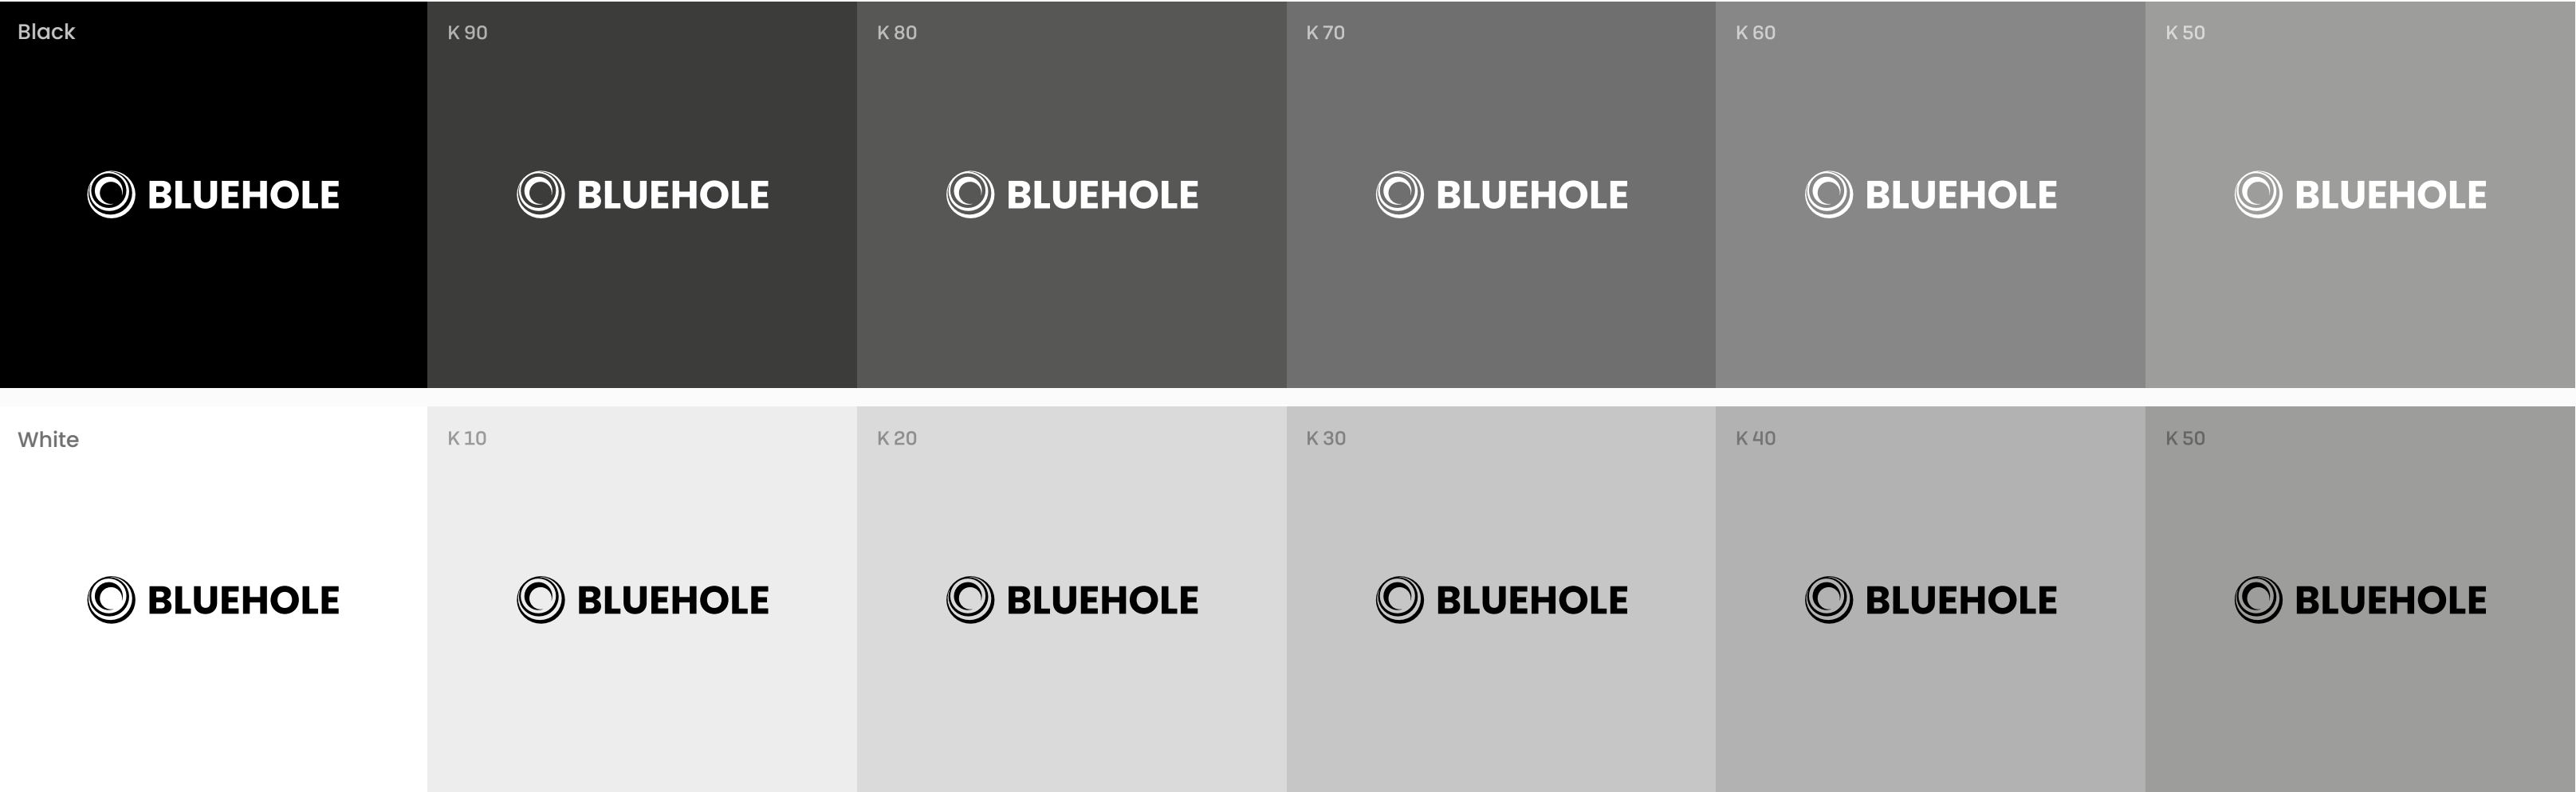 Black
K 90
K 80
K 70
K 60
K 50
BLUEHOLE
BLUEHOLE
BLUEHOLE
BLUEHOLE
BLUEHOLE
BLUEHOLE
White
K 10
K 20
K 30
K 40
K 50
BLUEHOLE
BLUEHOLE
BLUEHOLE
BLUEHOLE
BLUEHOLE
BLUEHOLE